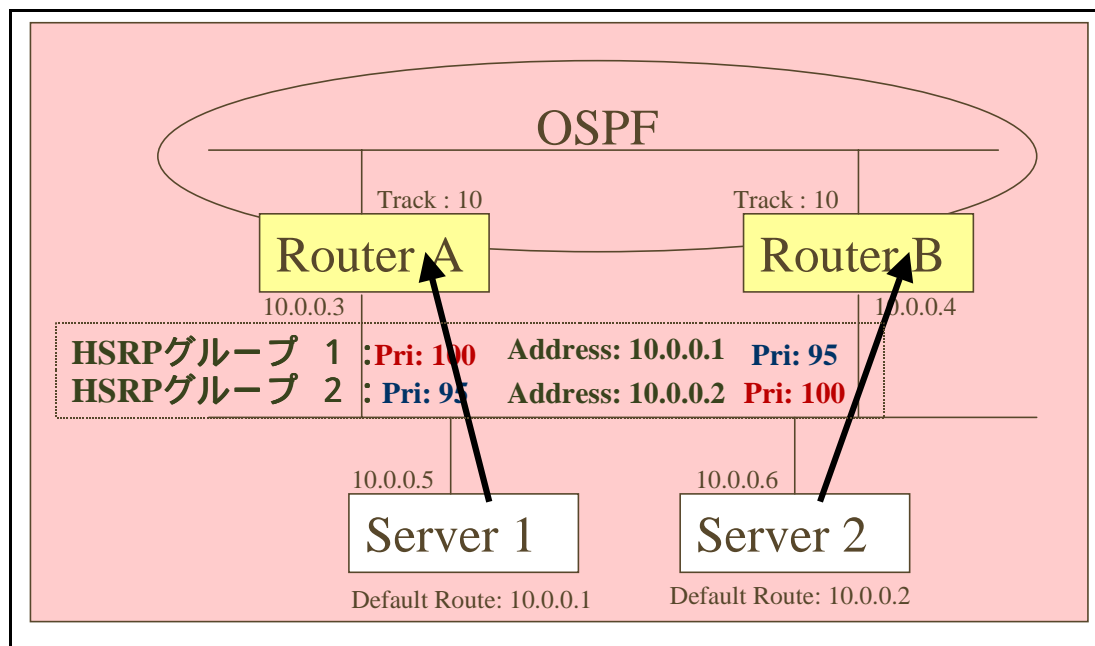 OSPF
Track : 10
Track : 10
Router A
Router B
10.0.0.3
10.0.0.4
HSRPグループ 1 : Pri: 100 Address: 10.0.0.1 Pri: 95
HSRPグループ 2 : Pri: 95 Address: 10.0.0.2 Pri: 100
10.0.0.5
10.0.0.6
Server 1
Server 2
Default Route: 10.0.0.1
Default Route: 10.0.0.2